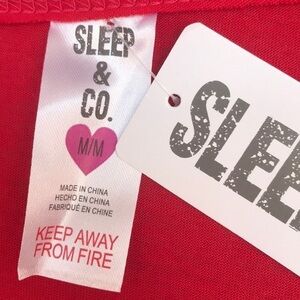 SLEEP
&
CO.
M/M
MADE IN CHINA
HECHO EN CHINA
FABRIQUÉ EN CHINE
KEEP AWAY
FROM FIRE
SLEE